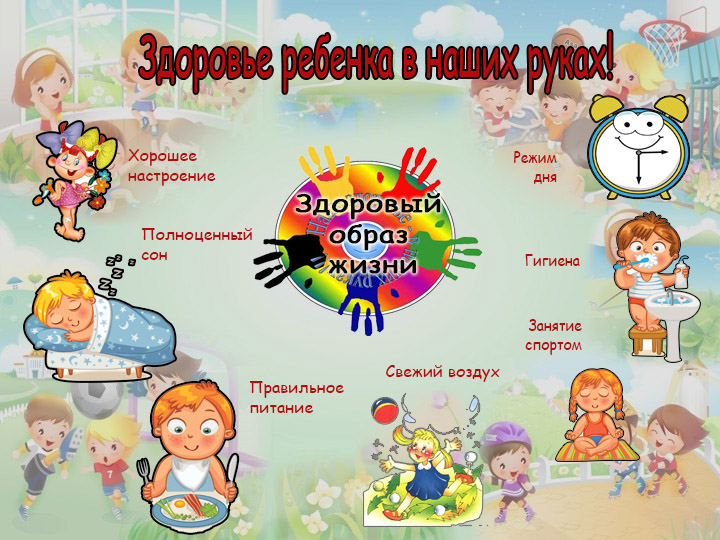 Здоровье ребенка в наших руках!
Хорошее
настроение
Режим
дня
Здоровый
образ
жизни
Полноценный
сон
z z z z z
Гигиена
Занятие
спортом
Свежий воздух
Правильное
питание